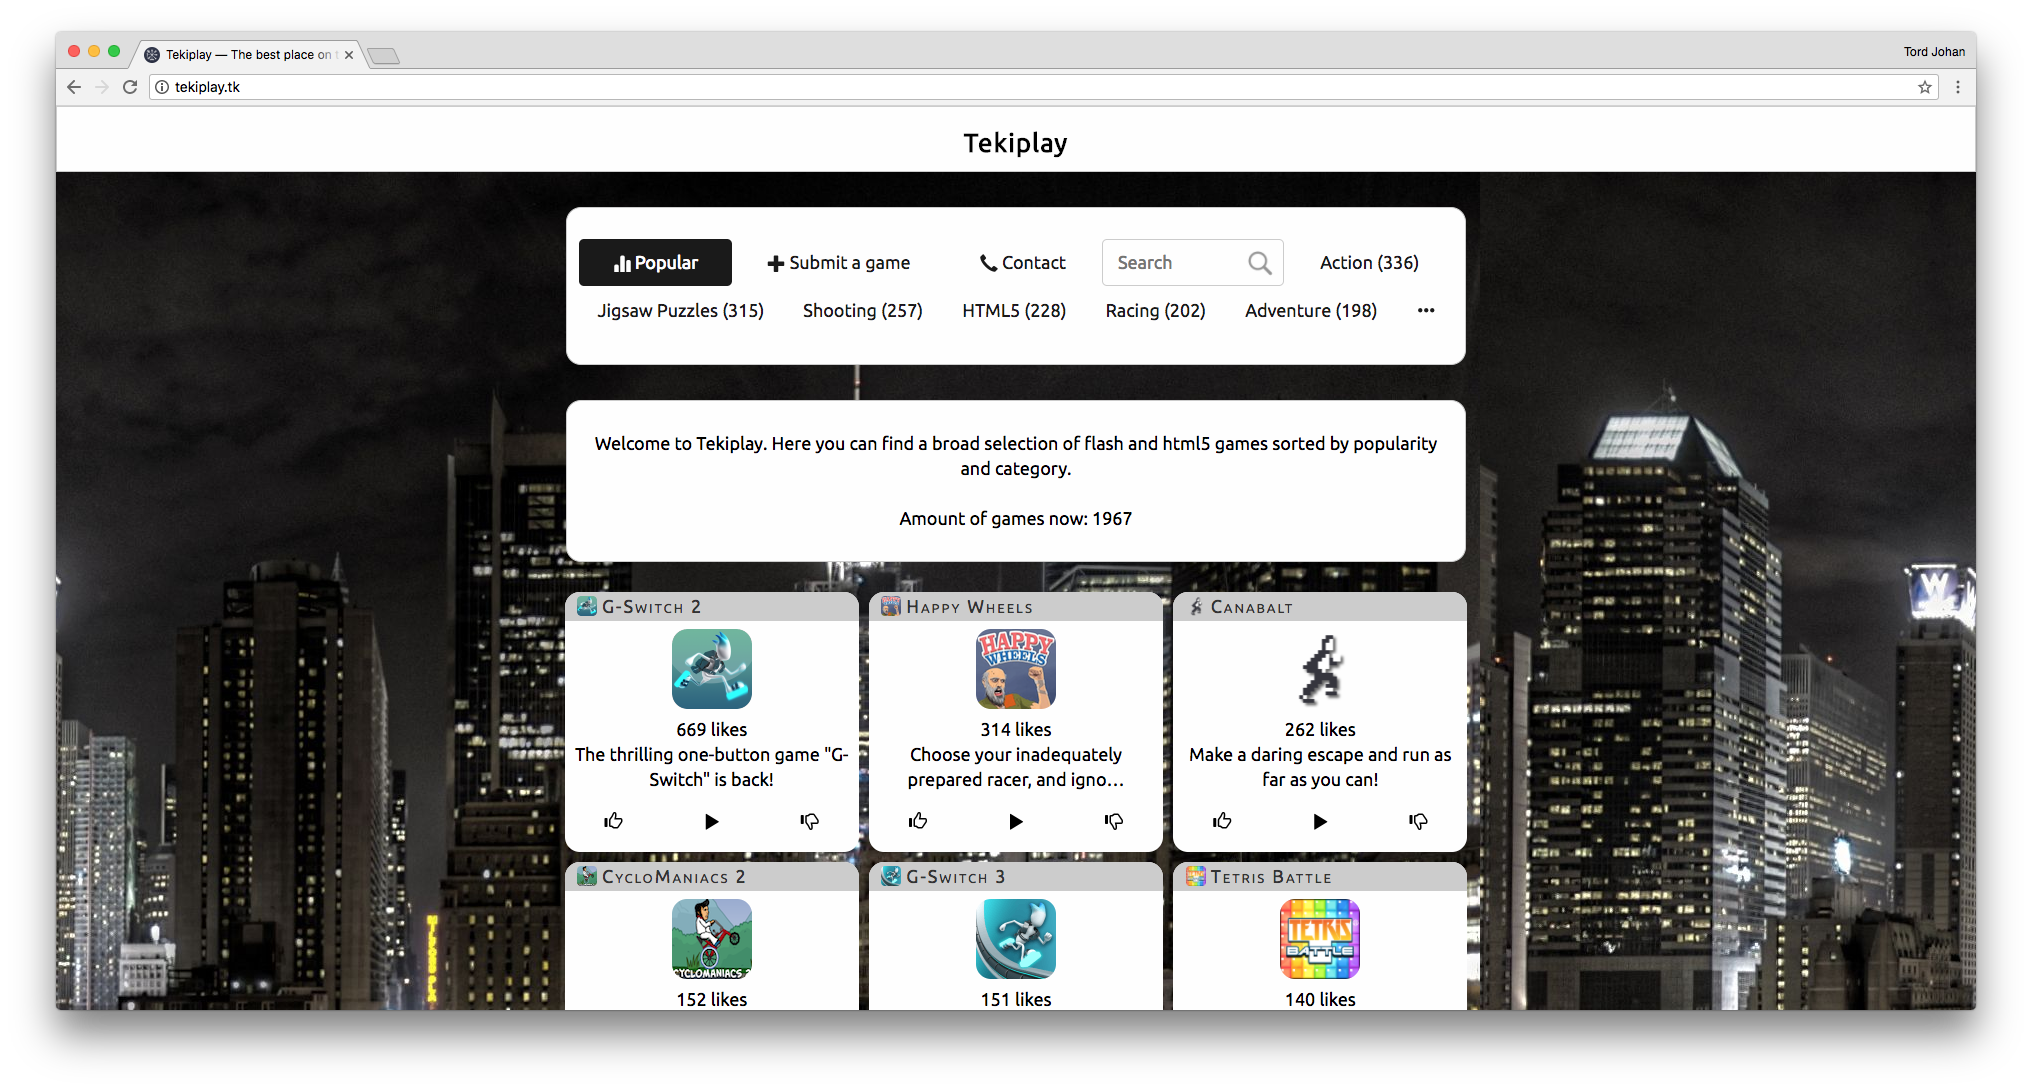 Tekiplay — The best place on t
Tord Johan
tekiplay.tk
Tekiplay
Popular
Submit a game
Contact
Search
Action (336)
Jigsaw Puzzles (315)
Shooting (257)
HTML5 (228)
Racing (202)
Adventure (198)
Welcome to Tekiplay. Here you can find a broad selection of flash and html5 games sorted by popularity
and category.
Amount of games now: 1967
G-Switch 2
669 likes
The thrilling one-button game "G-
Switch" is back!
Happy Wheels
HAPPY
WHEELS
314 likes
Choose your inadequately
prepared racer, and igno...
Canabalt
262 likes
Make a daring escape and run as
far as you can!
CycloManiacs 2
CYCLOMANIACS 2
152 likes
G-Switch 3
151 likes
Tetris Battle
TETRIS
BATTLE
140 likes
W